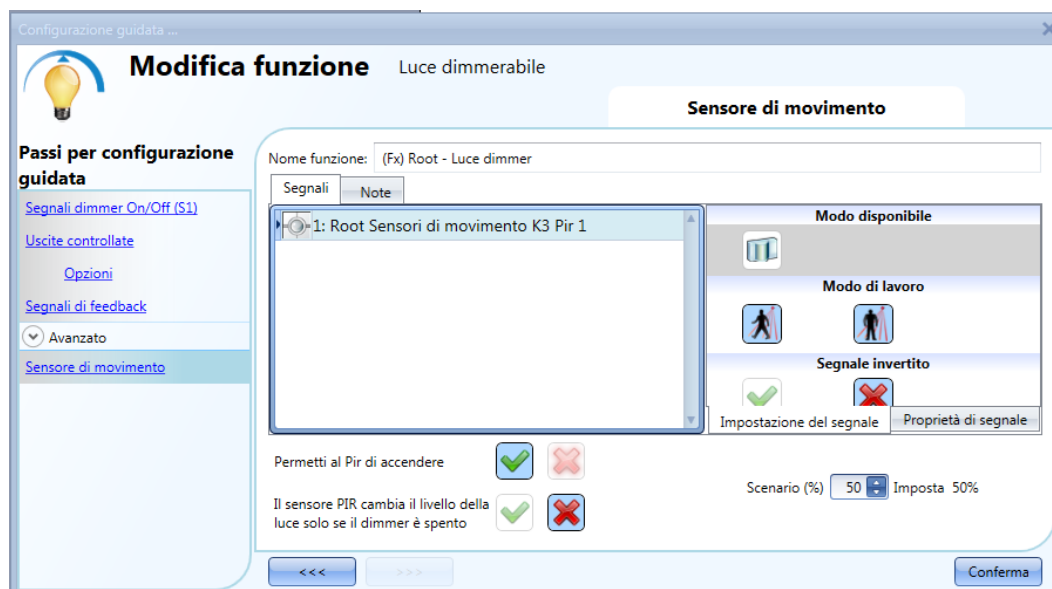 Configurazione guidata ...
Modifica funzione Luce dimmerabile
Sensore di movimento
Passi per configurazione
guidata
Segnali dimmer On/Off (S1)
Uscite controllate
Opzioni
Segnali di feedback
Avanzato
Sensore di movimento
Nome funzione: (Fx) Root - Luce dimmer
Segnali Note
1: Root Sensori di movimento K3 Pir 1
Modo disponibile
Modo di lavoro
Segnale invertito
Impostazione del segnale Proprietà di segnale
Permetti al Pir di accendere
Il sensore PIR cambia il livello della
luce solo se il dimmer è spento
Scenario (%) 50 Imposta 50%
<<< >>> Conferma